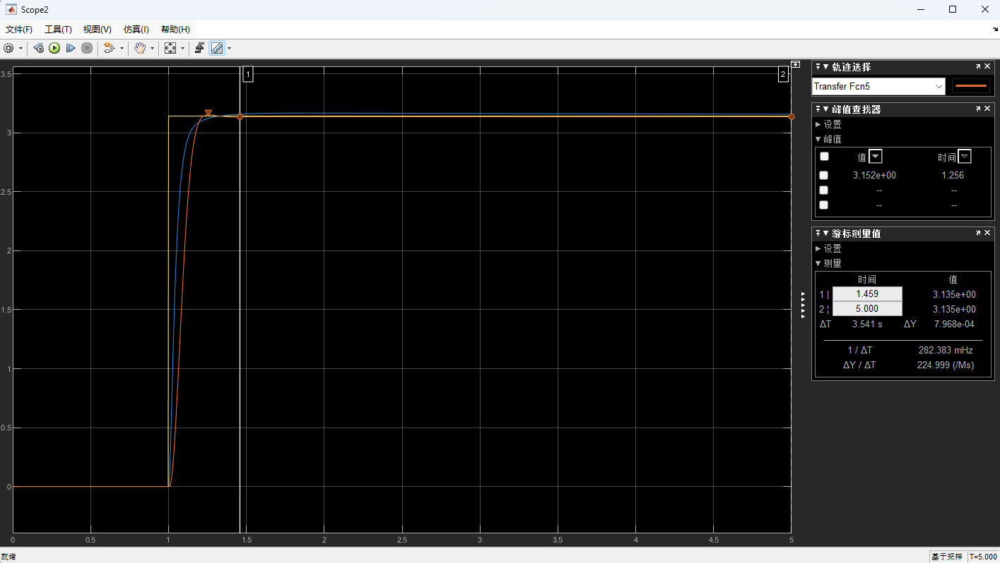 Scope2
文件(F) 工具(T) 视图(V) 仿真(I) 帮助(H)
3.5
3
2.5
2
1.5
1
0.5
0
1
2
0 0.5 1 1.5 2 2.5 3 3.5 4 4.5 5
轨迹选择
Transfer Fcn5
峰值查找器
设置
峰值
值 时间
3.152e+00 1.256
-- --
-- --
游标测量值
设置
测量
时间 值
1 | 1.459 3.135e+00
2 ¦ 5.000 3.135e+00
ΔT 3.541 s ΔY 7.968e-04
1 / ΔT 282.383 mHz
ΔY / ΔT 224.999 (/Ms)
就绪 基于采样 T=5.000